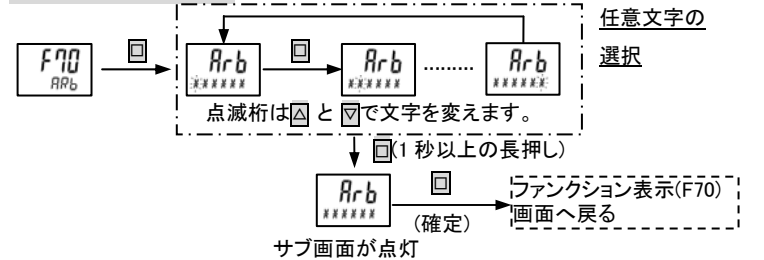 任意文字の
選択
F70
ARb
□
Arb
******
□
Arb
******
………
Arb
******
点滅桁は△ と ▽で文字を変えます。
□(1 秒以上の長押し)
Arb
******
□
(確定)
ファンクション表示(F70)
画面へ戻る
サブ画面が点灯